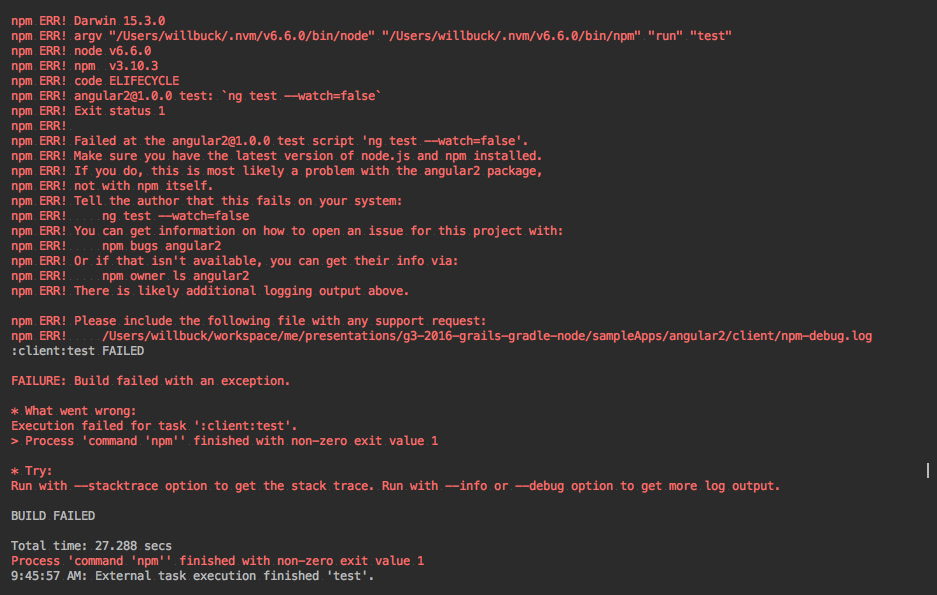 npm ERR! Darwin 15.3.0
npm ERR! argv "/Users/willbuck/.nvm/v6.6.0/bin/node" "/Users/willbuck/.nvm/v6.6.0/bin/npm" "run" "test"
npm ERR! node v6.6.0
npm ERR! npm  v3.10.3
npm ERR! code ELIFECYCLE
npm ERR! angular2@1.0.0 test: `ng test --watch=false`
npm ERR! Exit status 1
npm ERR!
npm ERR! Failed at the angular2@1.0.0 test script 'ng test --watch=false'.
npm ERR! Make sure you have the latest version of node.js and npm installed.
npm ERR! If you do, this is most likely a problem with the angular2 package,
npm ERR! not with npm itself.
npm ERR! Tell the author that this fails on your system:
npm ERR!     ng test --watch=false
npm ERR! You can get information on how to open an issue for this project with:
npm ERR!     npm bugs angular2
npm ERR! Or if that isn't available, you can get their info via:
npm ERR!     npm owner ls angular2
npm ERR! There is likely additional logging output above.
npm ERR! Please include the following file with any support request:
npm ERR!     /Users/willbuck/workspace/me/presentations/g3-2016-grails-gradle-node/sampleApps/angular2/client/npm-debug.log
:client:test FAILED
FAILURE: Build failed with an exception.
* What went wrong:
Execution failed for task ':client:test'.
> Process 'command 'npm'' finished with non-zero exit value 1
* Try:
Run with --stacktrace option to get the stack trace. Run with --info or --debug option to get more log output.
BUILD FAILED
Total time: 27.288 secs
Process 'command 'npm'' finished with non-zero exit value 1
9:45:57 AM: External task execution finished 'test'.